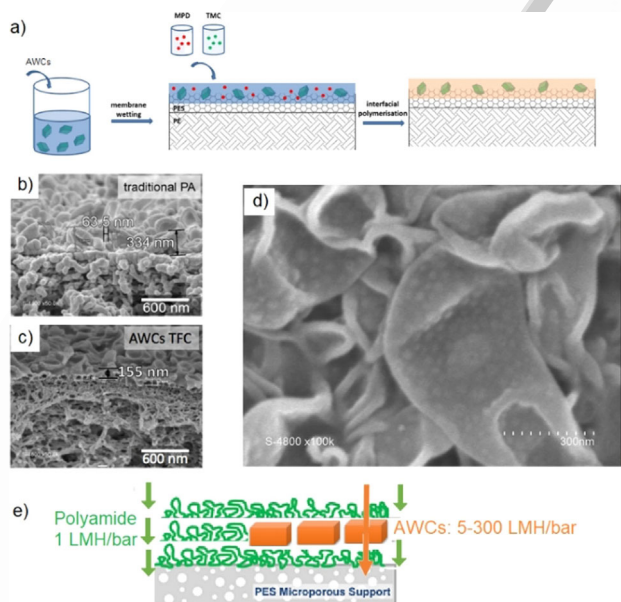 a)
MPD
TMC
AWCs
membrane
wetting
PES
PE
interfacial
polymerisation
b)
traditional PA
63.5 nm
334 nm
600 nm
c)
AWCs TFC
155 nm
600 nm
d)
S-4800 x100k
300nm
e)
Polyamide
1 LMH/bar
AWCs: 5-300 LMH/bar
PES Microporous Support